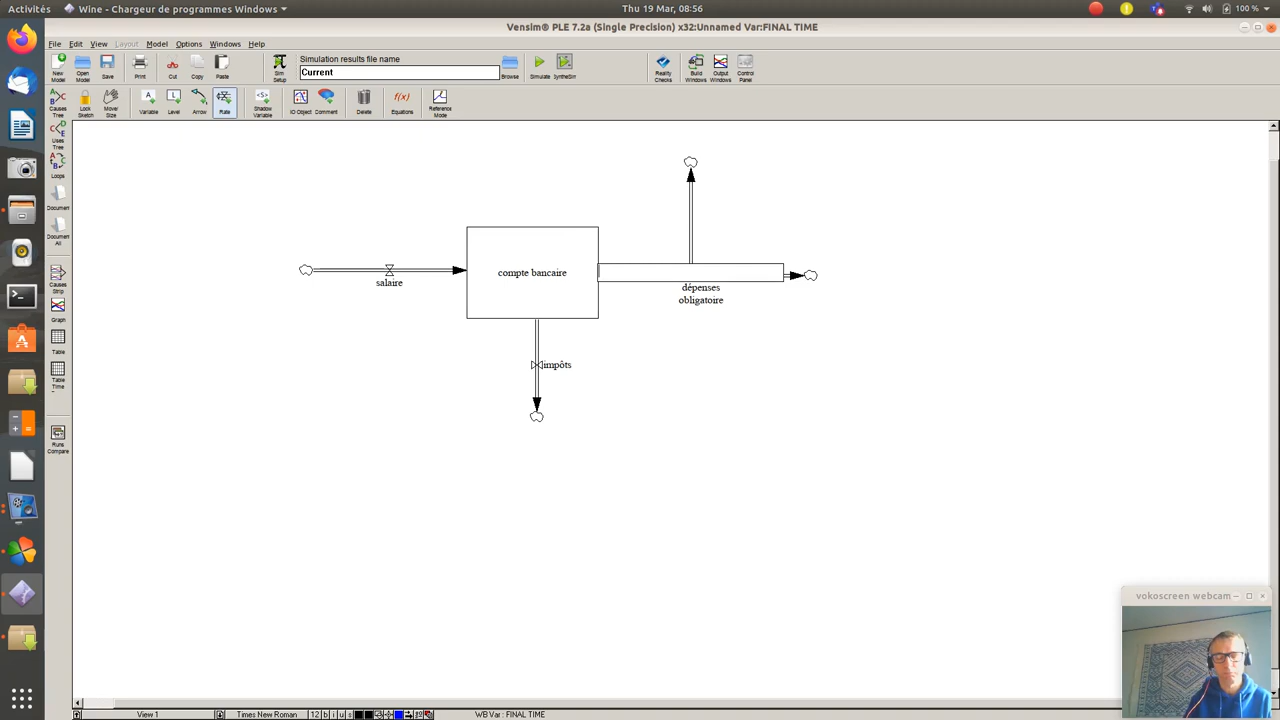 Activités
Wine - Chargeur de programmes Windows
Thu 19 Mar, 08:56
100 %
Vensim® PLE 7.2a (Single Precision) x32:Unnamed Var:FINAL TIME
File Edit View Layout Model Options Windows Help
Simulation results file name
Current
New Model
Open Model
Save
Print
Cut
Copy
Paste
Sim Setup
Browse
Simulate
SyntheSim
Reality Checks
Build Windows
Output Windows
Control Panel
Causes Tree
Lock Sketch
Move Size
Variable
Level
Arrow
Rate
Shadow Variable
IO Object
Comment
Delete
Equations
Reference Mode
Uses Tree
Loops
Document
Document All
Causes Strip
Graph
Table
Table Time
Runs Compare
compte bancaire
salaire
dépenses
obligatoire
impôts
vokoscreen webcam
View 1
Times New Roman
12
b
i
u
s
WB Var : FINAL TIME